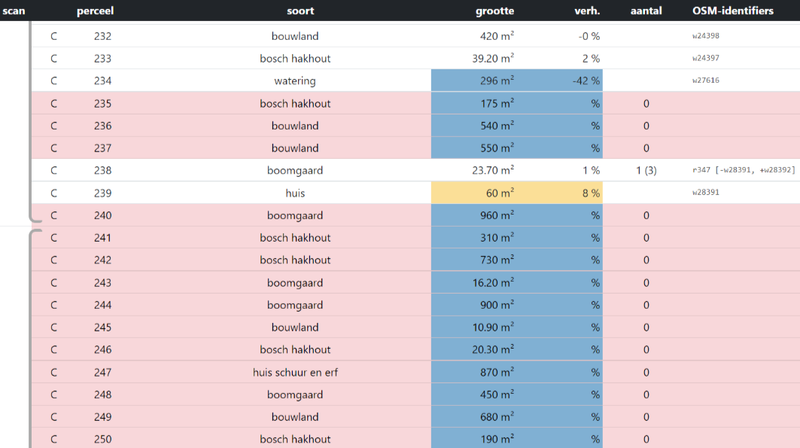 scan perceel soort grootte verh. aantal OSM-identifiers
C 232 bouwland 420 m² -0 % w24398
C 233 bosch hakhout 39.20 m² 2 % w24397
C 234 watering 296 m² -42 % w27616
C 235 bosch hakhout 175 m² % 0
C 236 bouwland 540 m² % 0
C 237 bouwland 550 m² % 0
C 238 boomgaard 23.70 m² 1 % 1 (3) r347 [-w28391, +w28392]
C 239 huis 60 m² 8 % w28391
C 240 boomgaard 960 m² % 0
C 241 bosch hakhout 310 m² % 0
C 242 bosch hakhout 730 m² % 0
C 243 boomgaard 16.20 m² % 0
C 244 boomgaard 900 m² % 0
C 245 bouwland 10.90 m² % 0
C 246 bosch hakhout 20.30 m² % 0
C 247 huis schuur en erf 870 m² % 0
C 248 boomgaard 450 m² % 0
C 249 bouwland 680 m² % 0
C 250 bosch hakhout 190 m² % 0